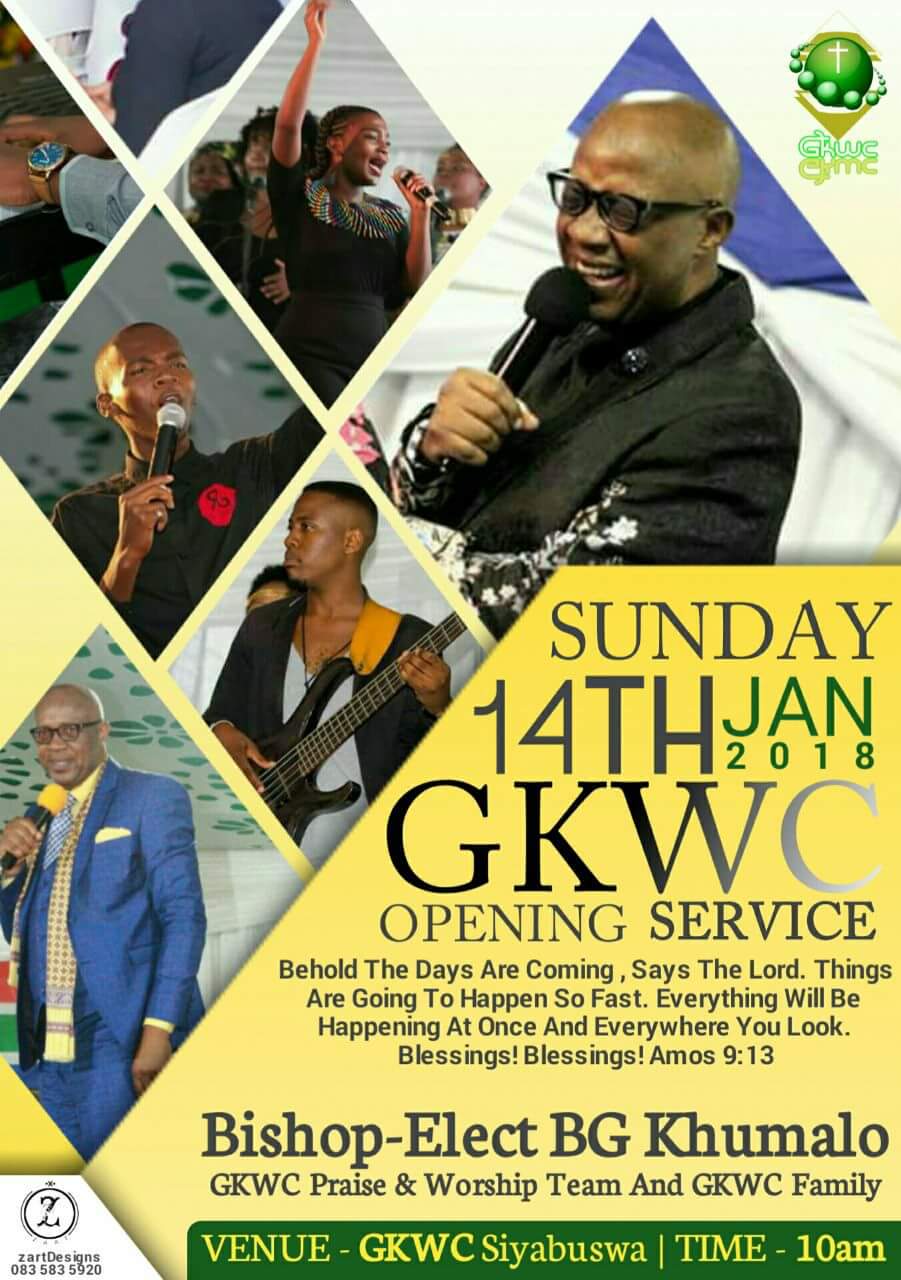 GKWC
SUNDAY
14TH JAN
2018
GKWC
OPENING SERVICE
Behold The Days Are Coming , Says The Lord. Things
Are Going To Happen So Fast. Everything Will Be
Happening At Once And Everywhere You Look.
Blessings! Blessings! Amos 9:13
Bishop-Elect BG Khumalo
GKWC Praise & Worship Team And GKWC Family
VENUE - GKWC Siyabuswa | TIME - 10am
Z
zartDesigns
083 583 5920